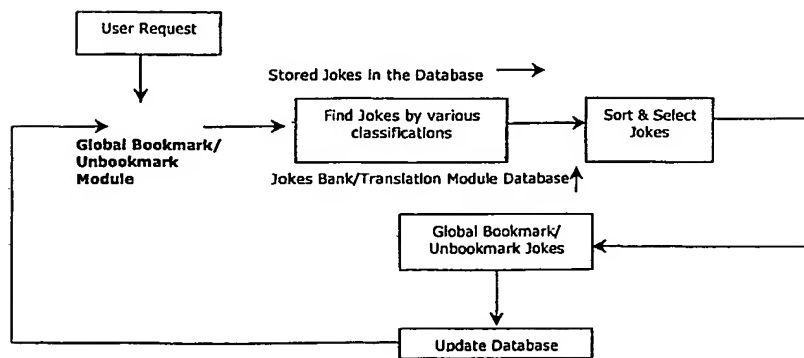 User Request
Stored Jokes in the Database
Find Jokes by various
classifications
Sort & Select
Jokes
Global Bookmark/
Unbookmark
Module
Jokes Bank/Translation Module Database
Global Bookmark/
Unbookmark Jokes
Update Database